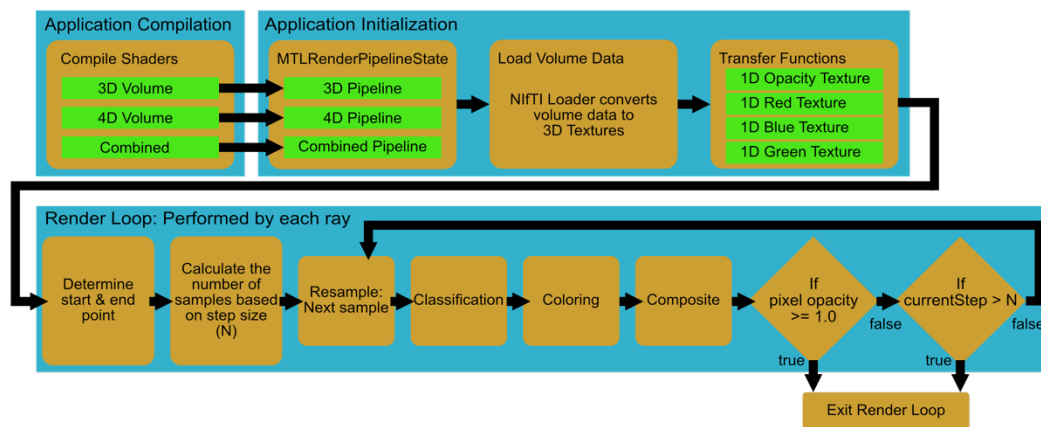 Application Compilation
Compile Shaders
3D Volume
4D Volume
Combined
Application Initialization
MTLRenderPipelineState
3D Pipeline
4D Pipeline
Combined Pipeline
Load Volume Data
NIfTI Loader converts
volume data to
3D Textures
Transfer Functions
1D Opacity Texture
1D Red Texture
1D Blue Texture
1D Green Texture
Render Loop: Performed by each ray
Determine
start & end
point
Calculate the
number of
samples based
on step size
(N)
Resample:
Next sample
Classification
Coloring
Composite
If
pixel opacity
>= 1.0
false
true
If
currentStep > N
false
true
Exit Render Loop